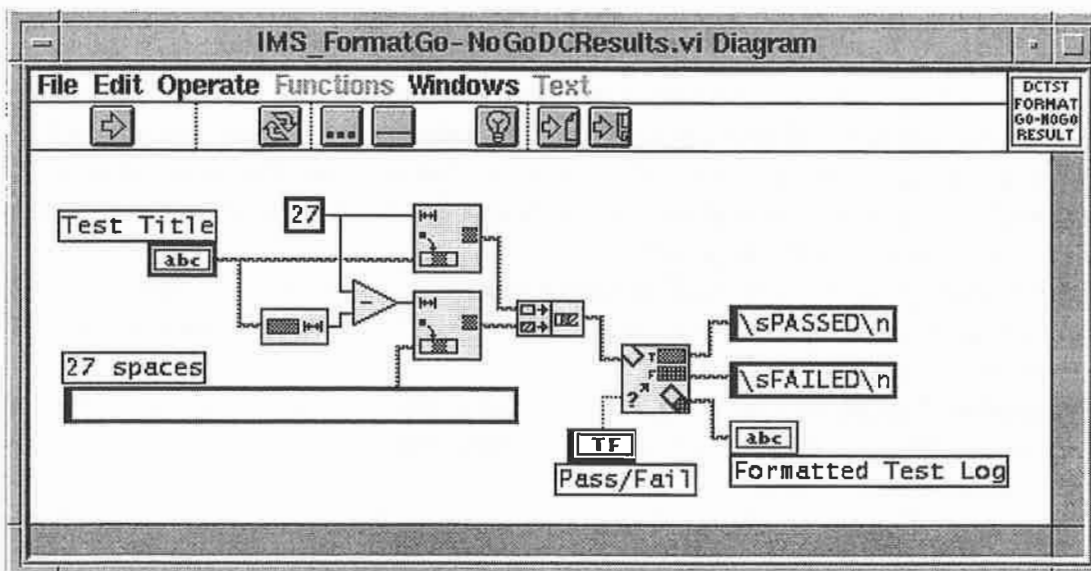 IMS_FormatGo-NoGoDCResults.vi Diagram
File Edit Operate Functions Windows Text
DCTST
FORMAT
GO-NOGO
RESULT
27
Test Title
abc
27 spaces
T
F
?
\sPASSED\n
\sFAILED\n
TF
Pass/Fail
abc
Formatted Test Log